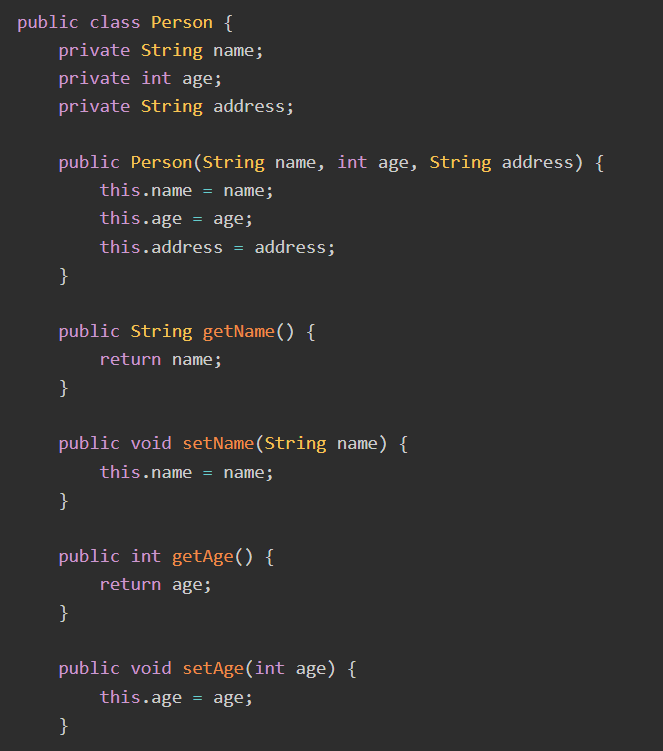 public class Person {
    private String name;
    private int age;
    private String address;

    public Person(String name, int age, String address) {
        this.name = name;
        this.age = age;
        this.address = address;
    }

    public String getName() {
        return name;
    }

    public void setName(String name) {
        this.name = name;
    }

    public int getAge() {
        return age;
    }

    public void setAge(int age) {
        this.age = age;
    }